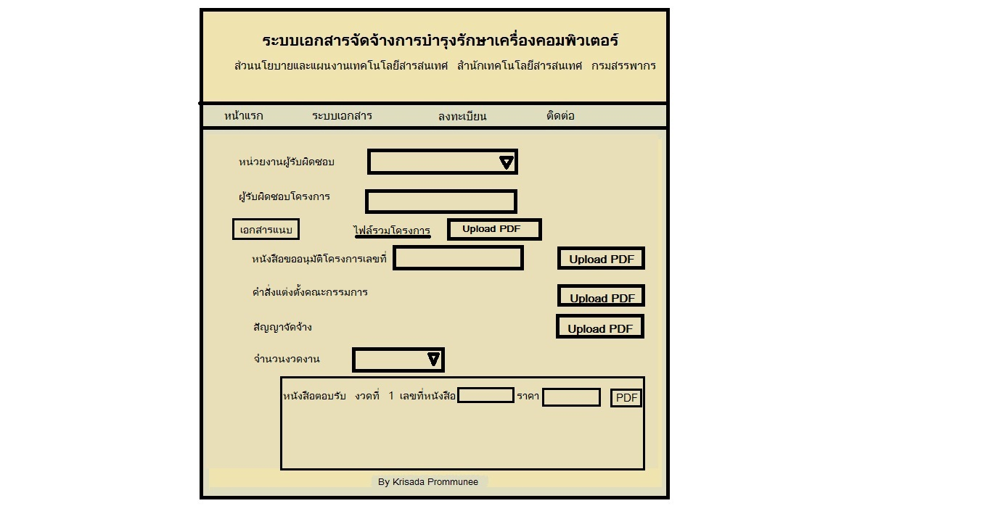 ระบบเอกสารจัดจ้างการบำรุงรักษาเครื่องคอมพิวเตอร์
ส่วนนโยบายและแผนงานเทคโนโลยีสารสนเทศ สำนักเทคโนโลยีสารสนเทศ กรมสรรพากร
หน้าแรก ระบบเอกสาร ลงทะเบียน ติดต่อ
หน่วยงานผู้รับผิดชอบ
ผู้รับผิดชอบโครงการ
เอกสารแนบ ไฟล์รวมโครงการ Upload PDF
หนังสือขออนุมัติโครงการเลขที่ Upload PDF
คำสั่งแต่งตั้งคณะกรรมการ Upload PDF
สัญญาจัดจ้าง Upload PDF
จำนวนงวดงาน
หนังสือตอบรับ งวดที่ 1 เลขที่หนังสือ ราคา PDF
By Krisada Prommunee